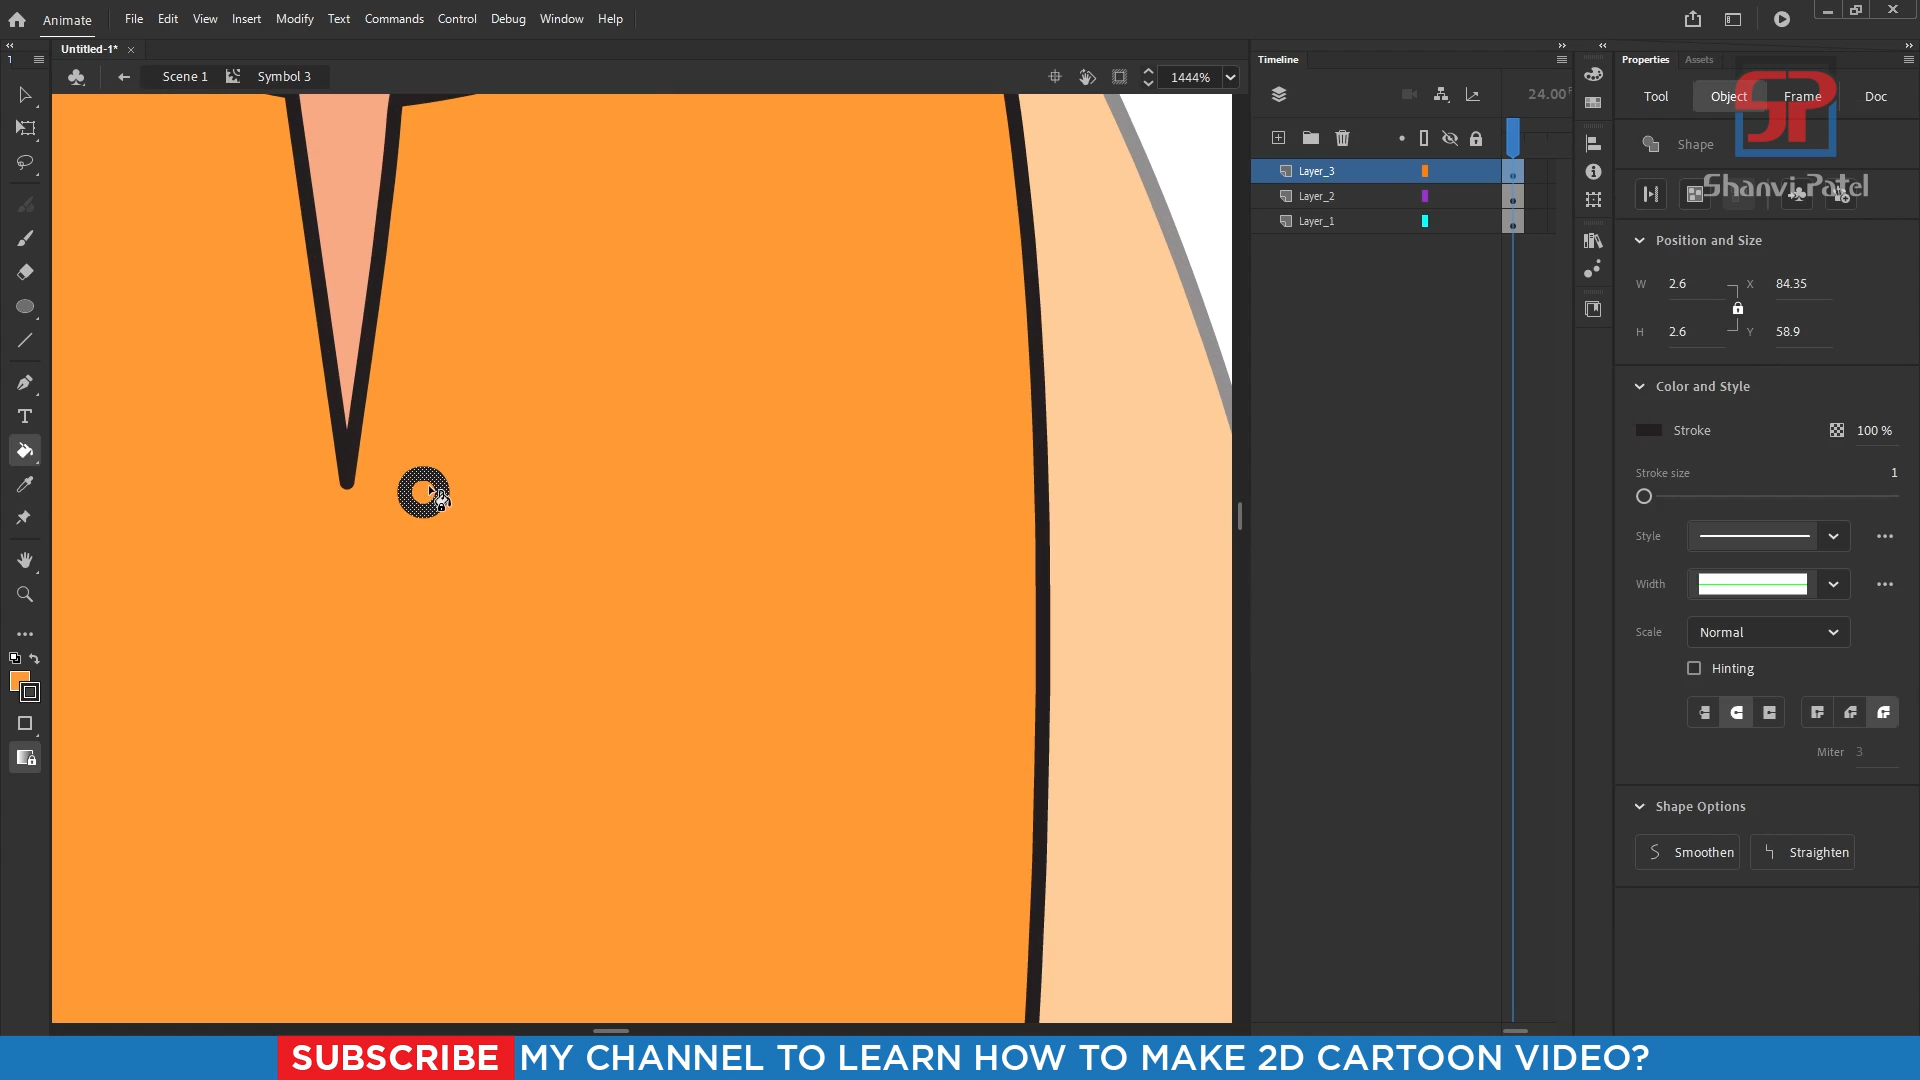 Animate
File Edit View Insert Modify Text Commands Control Debug Window Help
Untitled-1*
Scene 1
Symbol 3
1444%
Timeline
24.00
Layer_3
Layer_2
Layer_1
Properties Assets
Tool Object Frame Doc
Shape
Shanvi Patel
Position and Size
W 2.6 X 84.35
H 2.6 Y 58.9
Color and Style
Stroke 100 %
Stroke size 1
Style
Width
Scale Normal
Hinting
Miter 3
Shape Options
Smoothen Straighten
SUBSCRIBE MY CHANNEL TO LEARN HOW TO MAKE 2D CARTOON VIDEO?